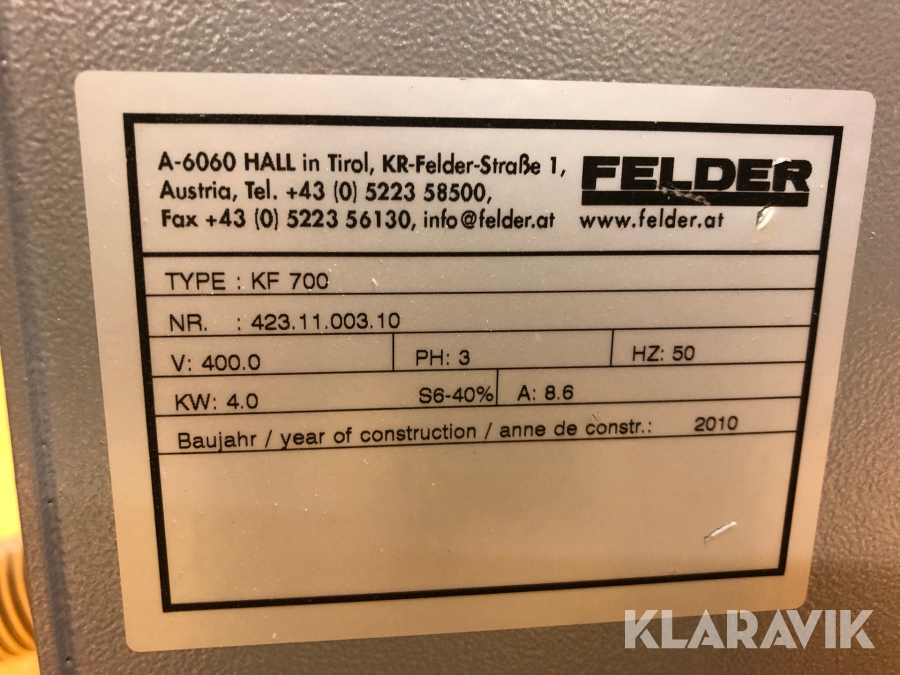 A-6060 HALL in Tirol, KR-Felder-Straße 1,
Austria, Tel. +43 (0) 5223 58500,
Fax +43 (0) 5223 56130, info@felder.at
FELDER
www.felder.at
TYPE : KF 700
NR. : 423.11.003.10
V: 400.0 PH: 3 HZ: 50
KW: 4.0 S6-40% A: 8.6
Baujahr / year of construction / anne de constr.: 2010
KLARAVIK